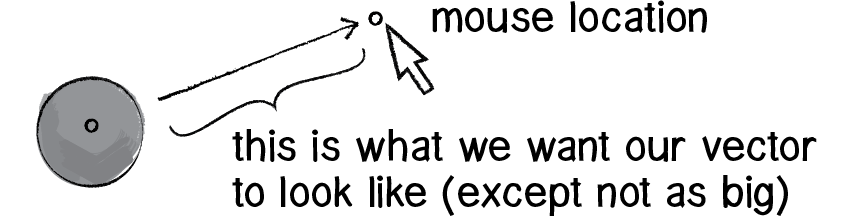 mouse location
this is what we want our vector
to look like (except not as big)